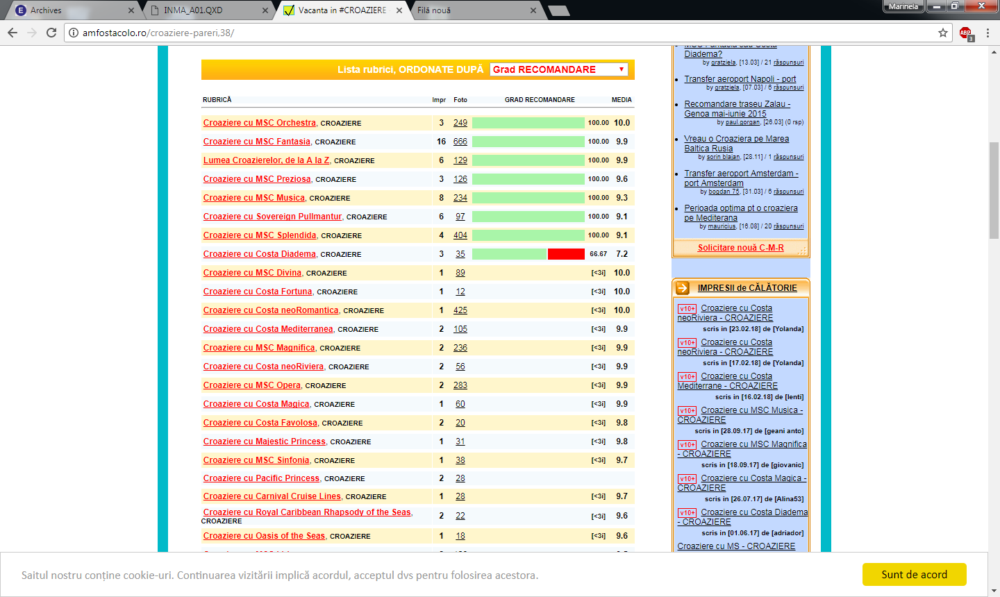 Archives
INMA_A01.QXD
Vacanta in #CROAZIERE -
Filă nouă
Marinela
amfostacolo.ro/croaziere-pareri,38/
ABP
3
Lista rubrici, ORDONATE DUPĂ Grad RECOMANDARE
RUBRICĂ Impr Foto GRAD RECOMANDARE MEDIA
Croaziere cu MSC Orchestra, CROAZIERE 3 249 100.00 10.0
Croaziere cu MSC Fantasia, CROAZIERE 16 666 100.00 9.9
Lumea Croazierelor, de la A la Z, CROAZIERE 6 129 100.00 9.9
Croaziere cu MSC Preziosa, CROAZIERE 3 126 100.00 9.6
Croaziere cu MSC Musica, CROAZIERE 8 234 100.00 9.3
Croaziere cu Sovereign Pullmantur, CROAZIERE 6 97 100.00 9.1
Croaziere cu MSC Splendida, CROAZIERE 4 404 100.00 9.1
Croaziere cu Costa Diadema, CROAZIERE 3 35 66.67 7.2
Croaziere cu MSC Divina, CROAZIERE 1 89 [<3i] 10.0
Croaziere cu Costa Fortuna, CROAZIERE 1 12 [<3i] 10.0
Croaziere cu Costa neoRomantica, CROAZIERE 1 425 [<3i] 10.0
Croaziere cu Costa Mediterranea, CROAZIERE 2 105 [<3i] 9.9
Croaziere cu MSC Magnifica, CROAZIERE 2 236 [<3i] 9.9
Croaziere cu Costa neoRiviera, CROAZIERE 2 56 [<3i] 9.9
Croaziere cu MSC Opera, CROAZIERE 2 283 [<3i] 9.9
Croaziere cu Costa Magica, CROAZIERE 1 60 [<3i] 9.9
Croaziere cu Costa Favolosa, CROAZIERE 2 20 [<3i] 9.8
Croaziere cu Majestic Princess, CROAZIERE 1 31 [<3i] 9.8
Croaziere cu MSC Sinfonia, CROAZIERE 1 38 [<3i] 9.7
Croaziere cu Pacific Princess, CROAZIERE 2 28
Croaziere cu Carnival Cruise Lines, CROAZIERE 1 28 [<3i] 9.7
Croaziere cu Royal Caribbean Rhapsody of the Seas,
CROAZIERE 2 22 [<3i] 9.6
Croaziere cu Oasis of the Seas, CROAZIERE 1 18 [<3i] 9.6
Diadema?
by gratziela, [13.03] / 21 răspunsuri
Transfer aeroport Napoli - port
by gratziela, [07.03] / 6 răspunsuri
Recomandare traseu Zalau -
Genoa mai-iunie 2015
by paul.gorgan, [26.03] (0 rsp)
Vreau o Croaziera pe Marea
Baltica Rusia
by sorin blajan, [28.11] / 1 răspunsuri
Transfer aeroport Amsterdam -
port Amsterdam
by bogdan 75, [31.03] / 6 răspunsuri
Perioada optima pt o croaziera
pe Mediterana
by mauricius, [16.08] / 20 răspunsuri
Solicitare nouă C-M-R
IMPRESII de CĂLĂTORIE
v10+ Croaziere cu Costa
neoRiviera - CROAZIERE
scris in [23.02.18] de [Yolanda]
v10+ Croaziere cu Costa
neoRiviera - CROAZIERE
scris in [17.02.18] de [Yolanda]
v10+ Croaziere cu Costa
Mediterrane - CROAZIERE
scris in [16.02.18] de [lenti]
v10+ Croaziere cu MSC Musica -
CROAZIERE
scris in [28.09.17] de [geani anto]
v10+ Croaziere cu MSC Magnifica
- CROAZIERE
scris in [18.09.17] de [giovanic]
v10+ Croaziere cu Costa Magica -
CROAZIERE
scris in [26.07.17] de [Alina53]
v10+ Croaziere cu Costa Diadema
- CROAZIERE
scris in [01.06.17] de [adriador]
Croaziere cu MS - CROAZIERE
Saitul nostru conține cookie-uri. Continuarea vizitării implică acordul, acceptul dvs pentru folosirea acestora.
Sunt de acord